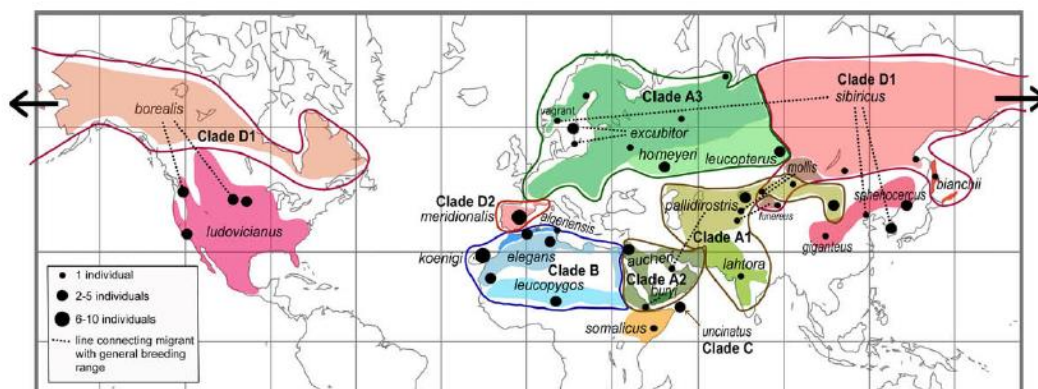 borealis
Clade D1
ludovicianus
1 individual
2-5 individuals
6-10 individuals
line connecting migrant
with general breeding
range
vagrant
Clade A3
excubitor
homeyeri
leucopterus
Clade D1
sibiricus
mollis
bianchii
sphenocercus
giganteus
Clade D2
meridionalis
algeriensis
koenigi
elegans
Clade B
leucopygos
pallidirostris
funereus
Clade A1
aucheri
Clade A2
buryi
lahtora
somalicus
uncinatus
Clade C